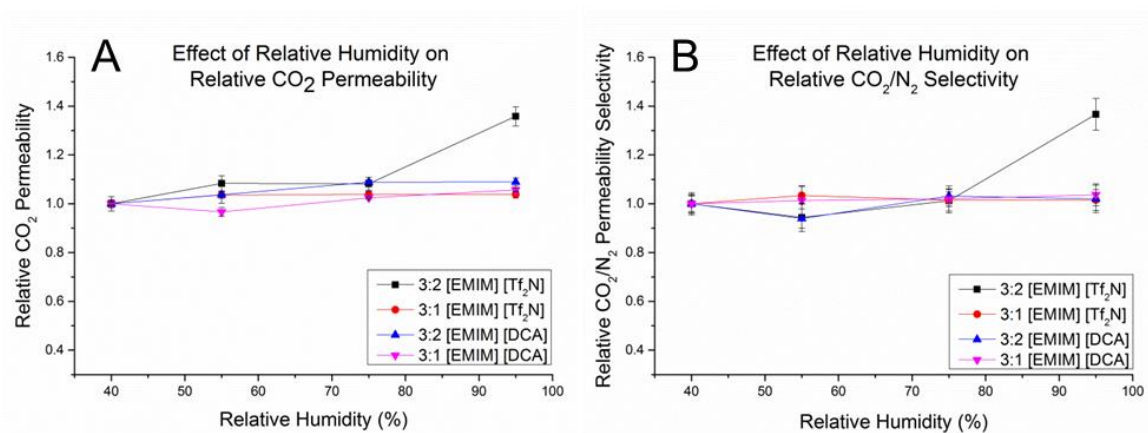 A
Effect of Relative Humidity on
Relative CO2 Permeability
Relative CO2 Permeability
1.6
1.4
1.2
1.0
0.8
0.6
0.4
3:2 [EMIM] [Tf2N]
3:1 [EMIM] [Tf2N]
3:2 [EMIM] [DCA]
3:1 [EMIM] [DCA]
40 50 60 70 80 90 100
Relative Humidity (%)
B
Effect of Relative Humidity on
Relative CO2/N2 Selectivity
Relative CO2/N2 Permeability Selectivity
1.6
1.4
1.2
1.0
0.8
0.6
0.4
3:2 [EMIM] [Tf2N]
3:1 [EMIM] [Tf2N]
3:2 [EMIM] [DCA]
3:1 [EMIM] [DCA]
40 50 60 70 80 90 100
Relative Humidity (%)